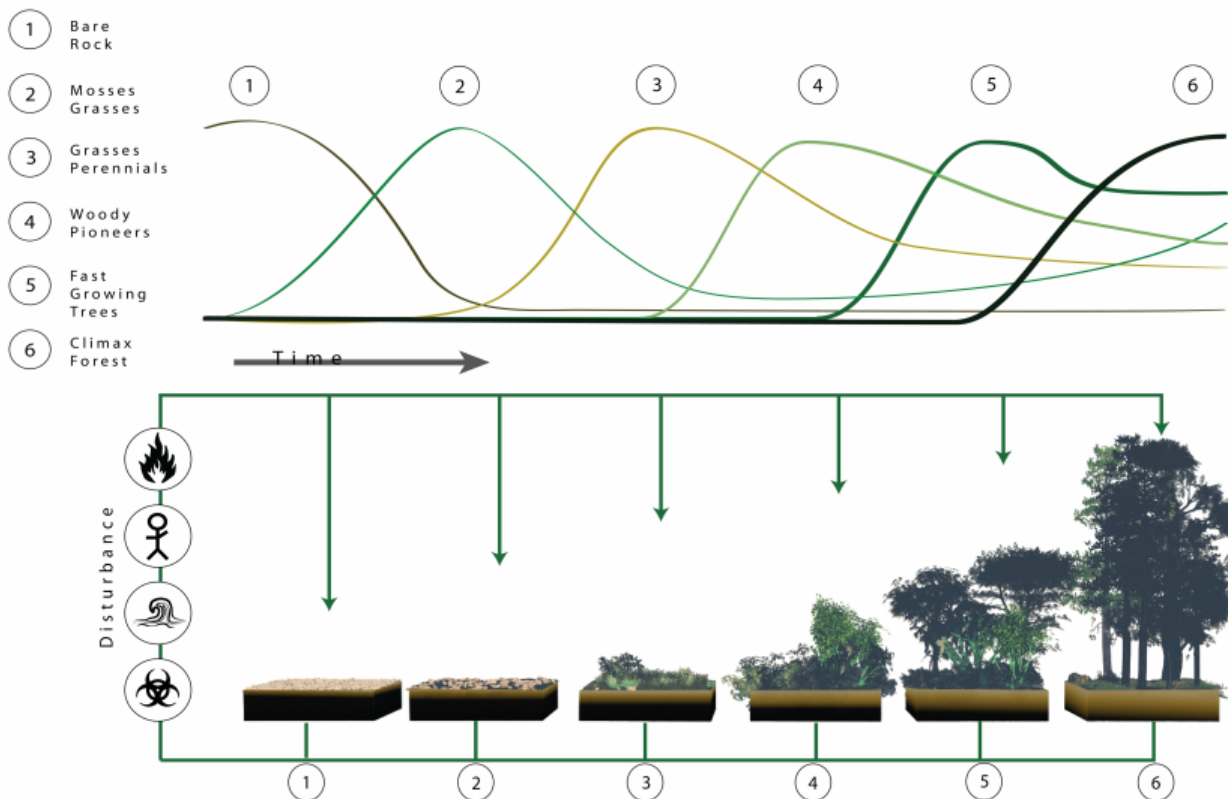 1
Bare
Rock
2
Mosses
Grasses
3
Grasses
Perennials
4
Woody
Pioneers
5
Fast
Growing
Trees
6
Climax
Forest
1 2 3 4 5 6
Time
Disturbance
1 2 3 4 5 6